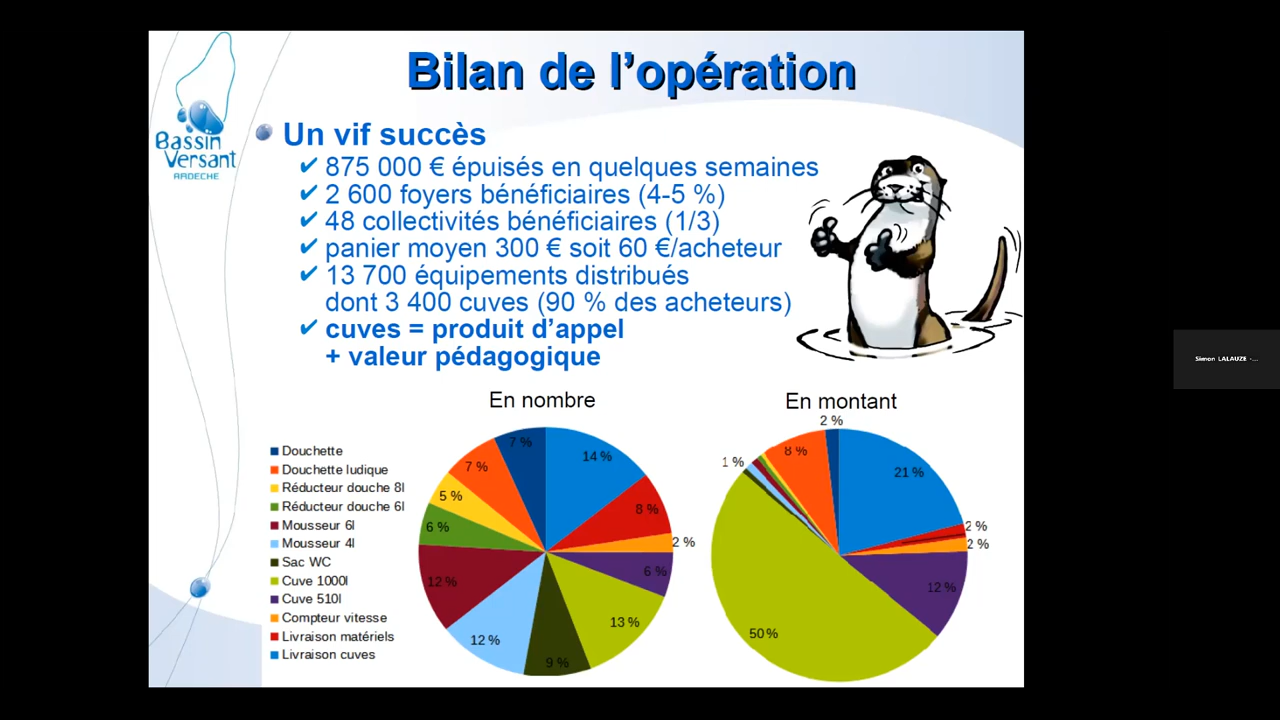 Bilan de l'opération
Bassin
Versant
ARDECHE
Un vif succès
✔ 875 000 € épuisés en quelques semaines
✔ 2 600 foyers bénéficiaires (4-5 %)
✔ 48 collectivités bénéficiaires (1/3)
✔ panier moyen 300 € soit 60 €/acheteur
✔ 13 700 équipements distribués
dont 3 400 cuves (90 % des acheteurs)
✔ cuves = produit d'appel
+ valeur pédagogique
Simon LALAUZE -...
En nombre
7 %
14 %
7 %
8 %
5 %
2 %
6 %
6 %
12 %
13 %
12 %
9 %
En montant
2 %
8 %
21 %
1 %
2 %
2 %
12 %
50 %
Douchette
Douchette ludique
Réducteur douche 8l
Réducteur douche 6l
Mousseur 6l
Mousseur 4l
Sac WC
Cuve 1000l
Cuve 510l
Compteur vitesse
Livraison matériels
Livraison cuves